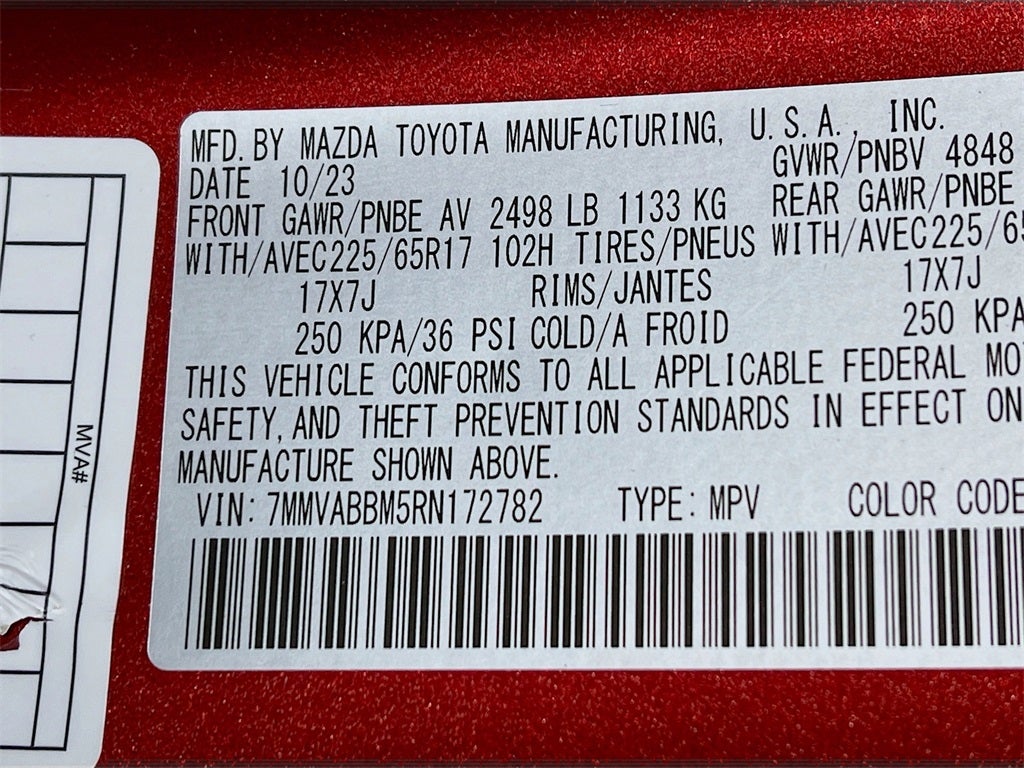 MFD. BY MAZDA TOYOTA MANUFACTURING, U.S.A., INC.
DATE 10/23 GVWR/PNBV 4848
FRONT GAWR/PNBE AV 2498 LB 1133 KG REAR GAWR/PNBE
WITH/AVEC225/65R17 102H TIRES/PNEUS WITH/AVEC225/65
17X7J RIMS/JANTES 17X7J
250 KPA/36 PSI COLD/A FROID 250 KPA
THIS VEHICLE CONFORMS TO ALL APPLICABLE FEDERAL MOT
SAFETY, AND THEFT PREVENTION STANDARDS IN EFFECT ON
MANUFACTURE SHOWN ABOVE.
VIN: 7MMVABBM5RN172782 TYPE: MPV COLOR CODE
MVA#